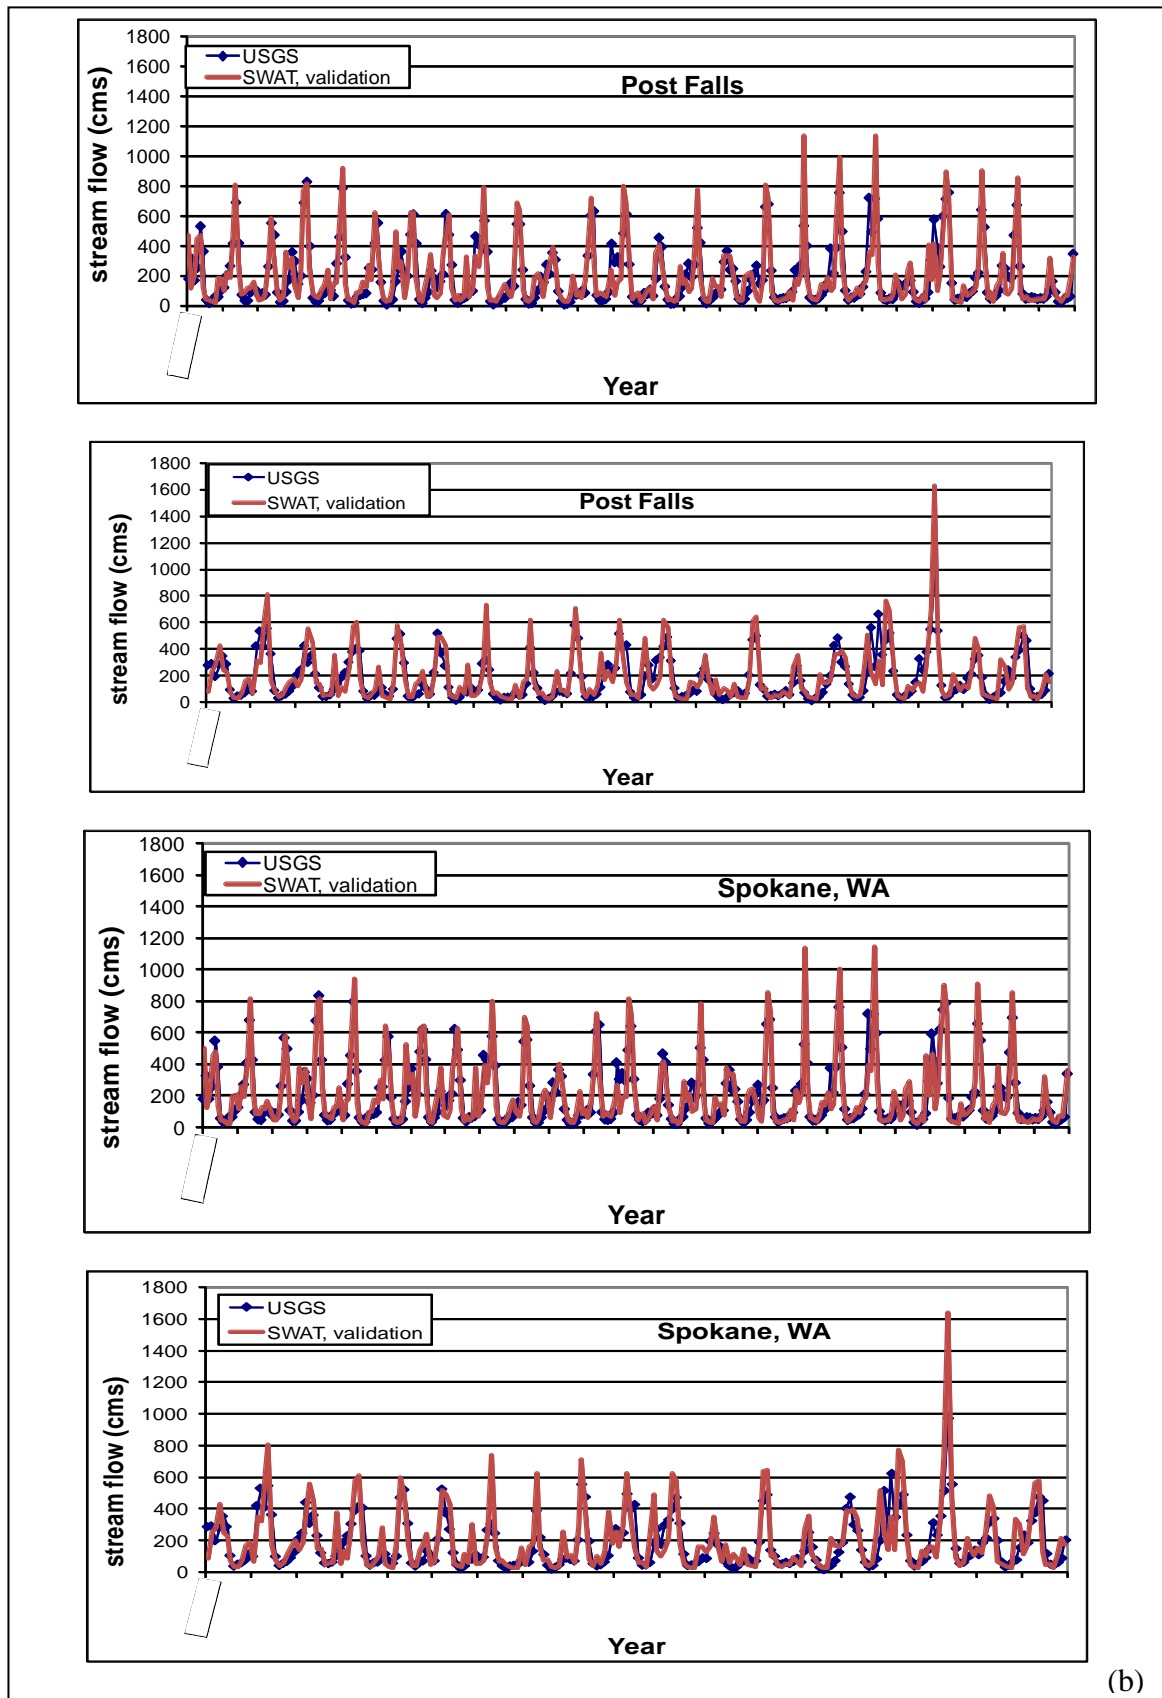 1800
1600
1400
1200
1000
800
600
400
200
0
stream flow (cms)
USGS
SWAT, validation
Post Falls
Year
1800
1600
1400
1200
1000
800
600
400
200
0
stream flow (cms)
USGS
SWAT, validation
Post Falls
Year
1800
1600
1400
1200
1000
800
600
400
200
0
stream flow (cms)
USGS
SWAT, validation
Spokane, WA
Year
1800
1600
1400
1200
1000
800
600
400
200
0
stream flow (cms)
USGS
SWAT, validation
Spokane, WA
Year
(b)